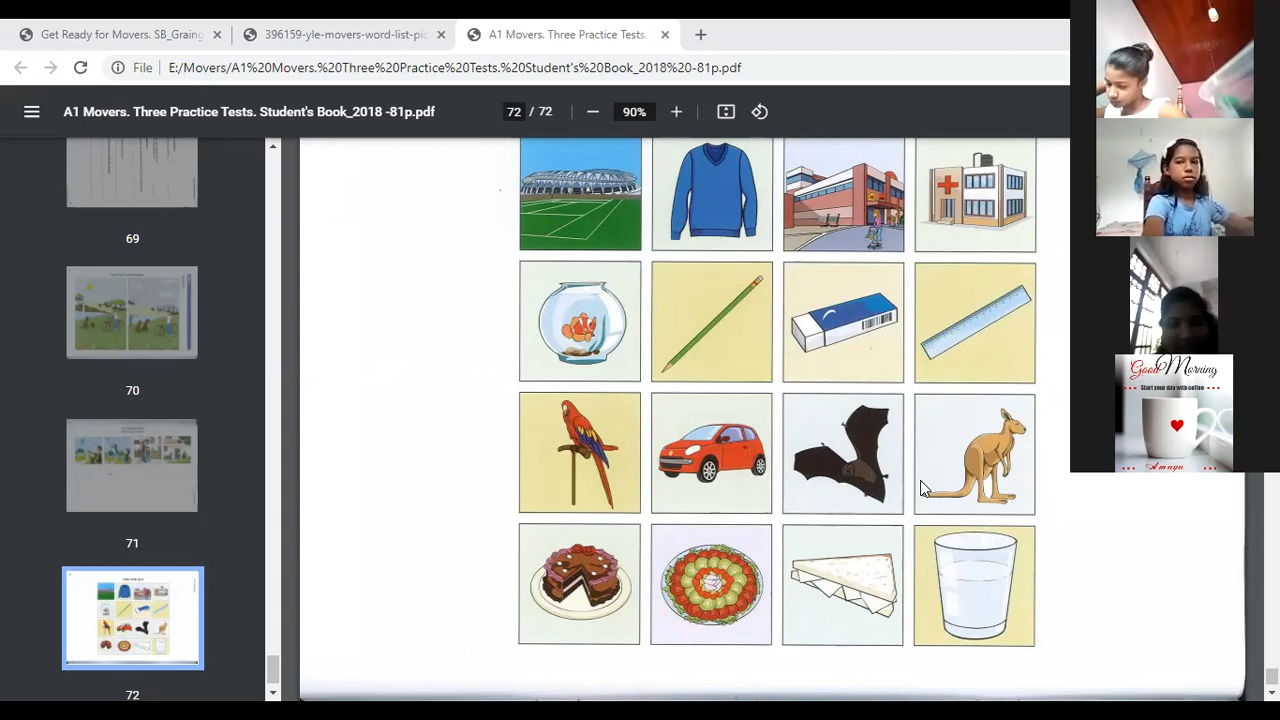 Get Ready for Movers. SB_Graing
396159-yle-movers-word-list-pic
A1 Movers. Three Practice Tests.
File
E:/Movers/A1%20Movers.%20Three%20Practice%20Tests.%20Student's%20Book_2018%20-81p.pdf
A1 Movers. Three Practice Tests. Student's Book_2018 -81p.pdf
72 / 72
90%
69
70
71
72
Good Morning
Start your day with coffee
Amaya